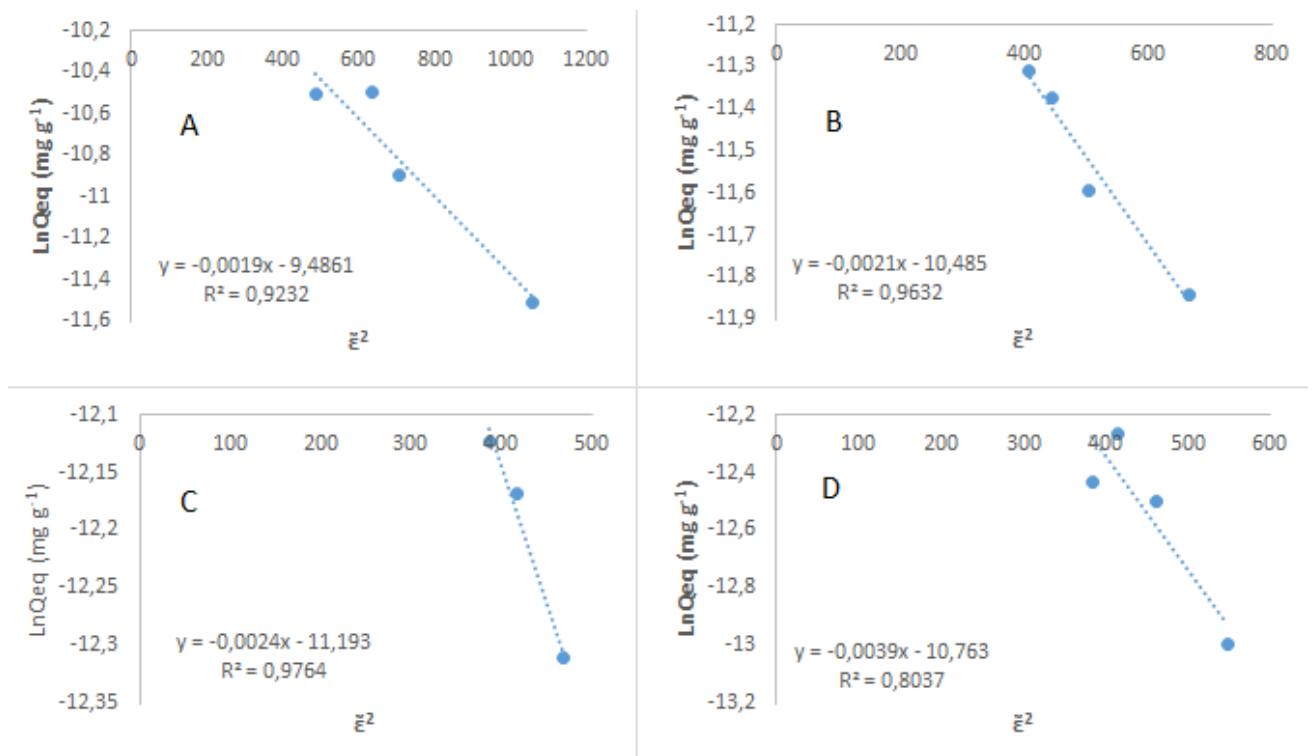 -10,2
0 200 400 600 800 1000 1200
-10,4
-10,6
-10,8
-11
-11,2
-11,4
-11,6
LnQeq (mg g⁻¹)
A
y = -0,0019x - 9,4861
R² = 0,9232
ε̃²
-11,2
0 200 400 600 800
-11,3
-11,4
-11,5
-11,6
-11,7
-11,8
-11,9
LnQeq (mg g⁻¹)
B
y = -0,0021x - 10,485
R² = 0,9632
ε̃²
-12,1
0 100 200 300 400 500
-12,15
-12,2
-12,25
-12,3
-12,35
LnQeq (mg g⁻¹)
C
y = -0,0024x - 11,193
R² = 0,9764
ε̃²
-12,2
0 100 200 300 400 500 600
-12,4
-12,6
-12,8
-13
-13,2
LnQeq (mg g⁻¹)
D
y = -0,0039x - 10,763
R² = 0,8037
ε̃²